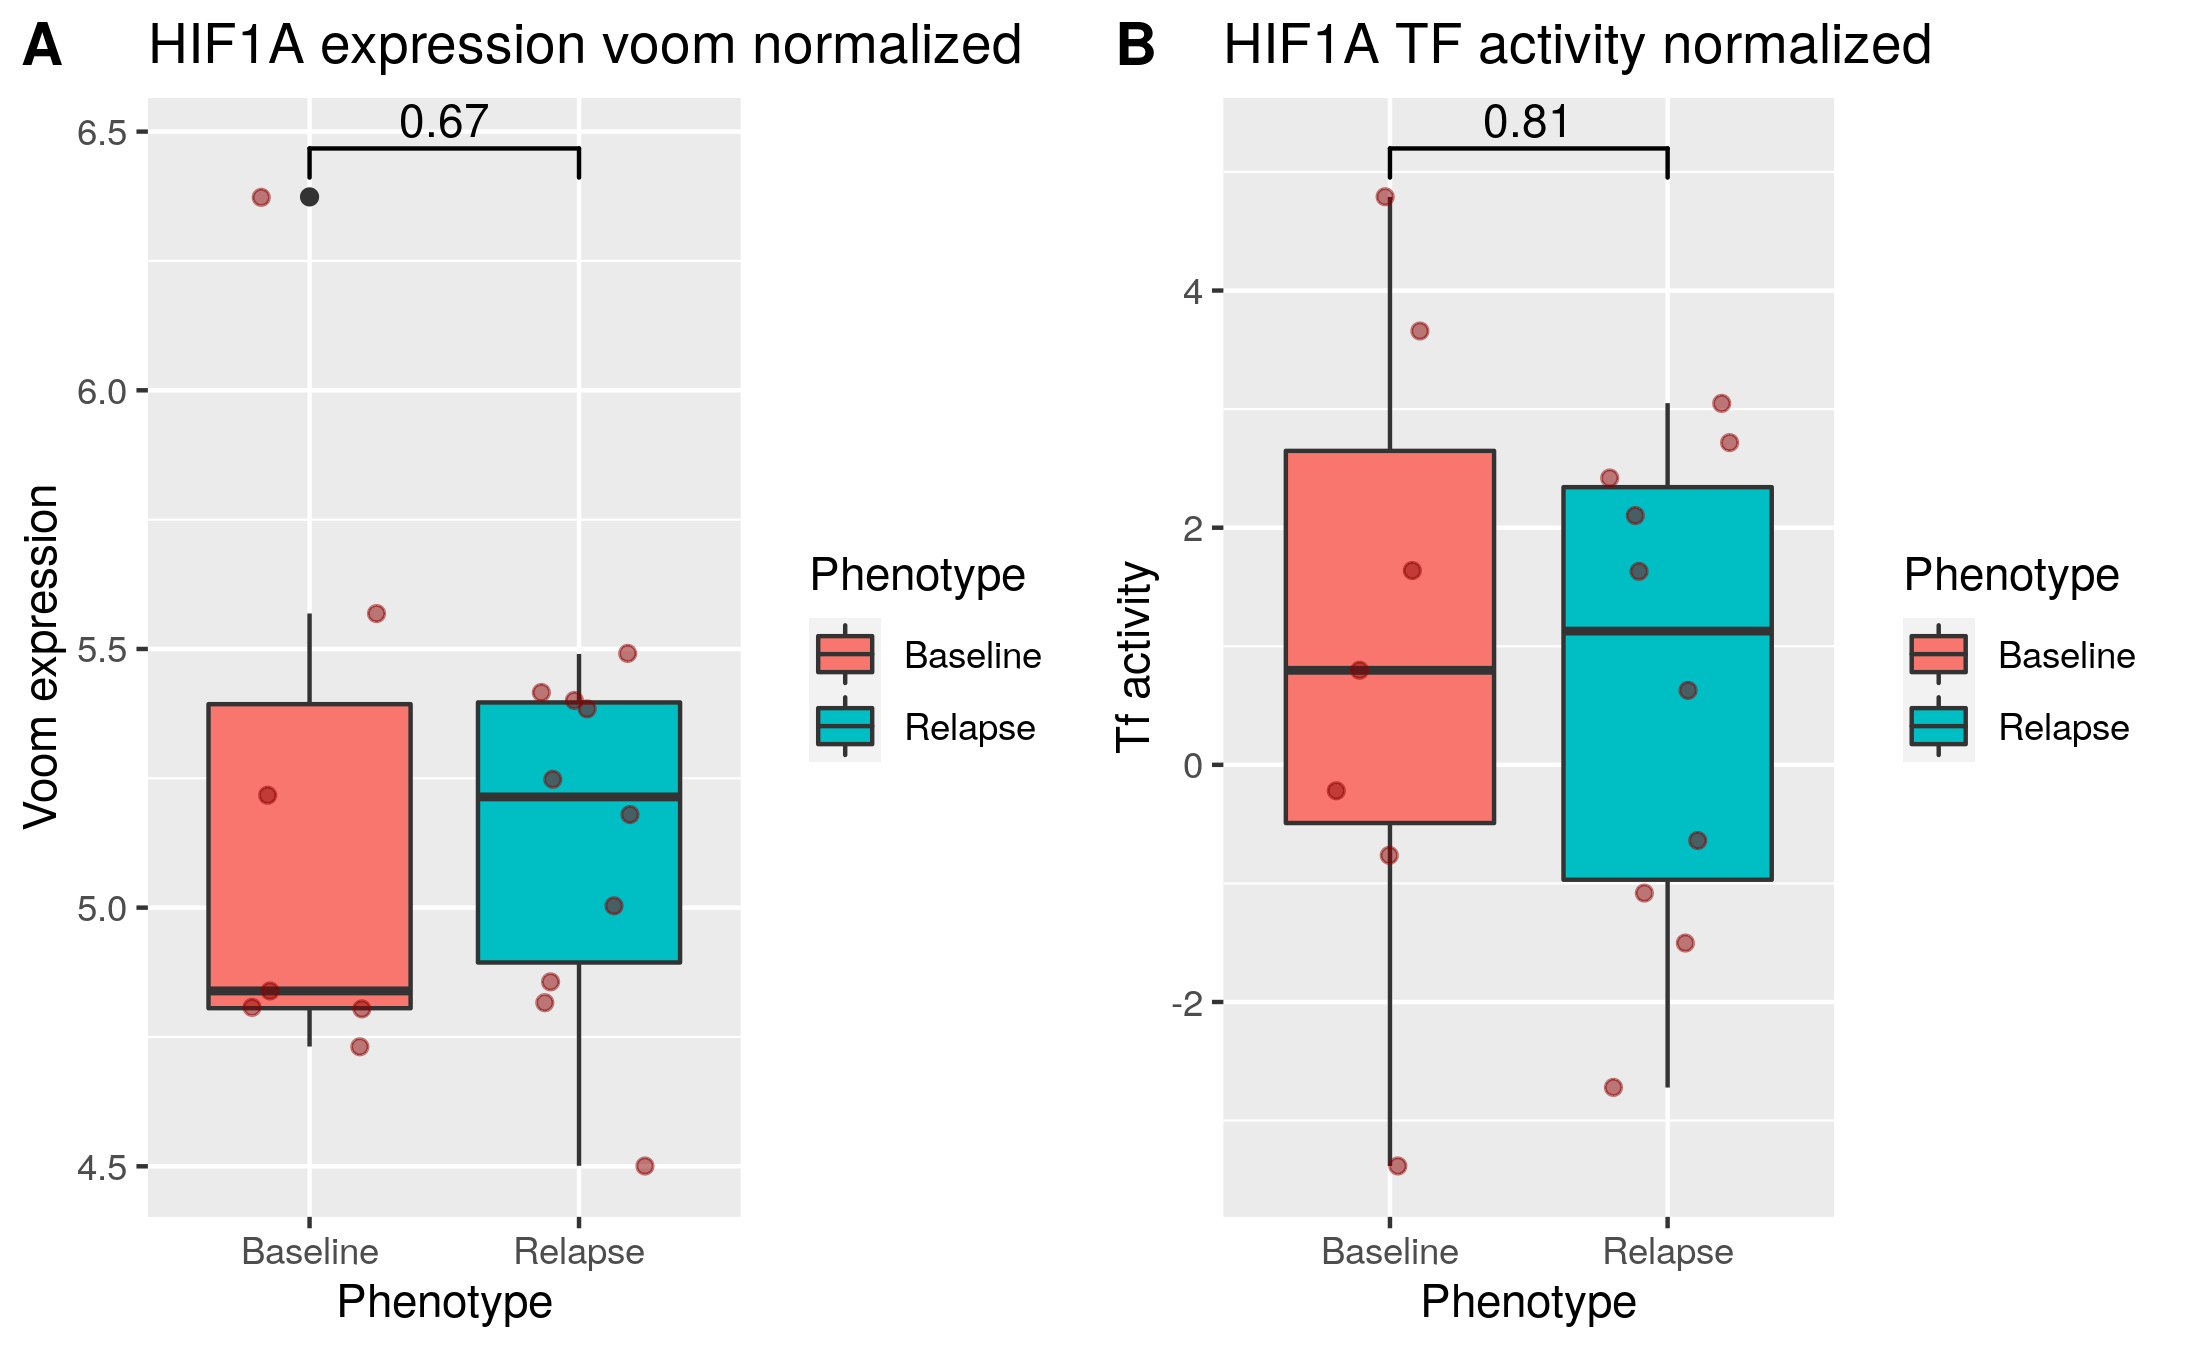 A HIF1A expression voom normalized
0.67
6.5
6.0
5.5
5.0
4.5
Voom expression
Baseline Relapse
Phenotype
Phenotype
Baseline
Relapse
B HIF1A TF activity normalized
0.81
4
2
0
-2
Tf activity
Baseline Relapse
Phenotype
Phenotype
Baseline
Relapse